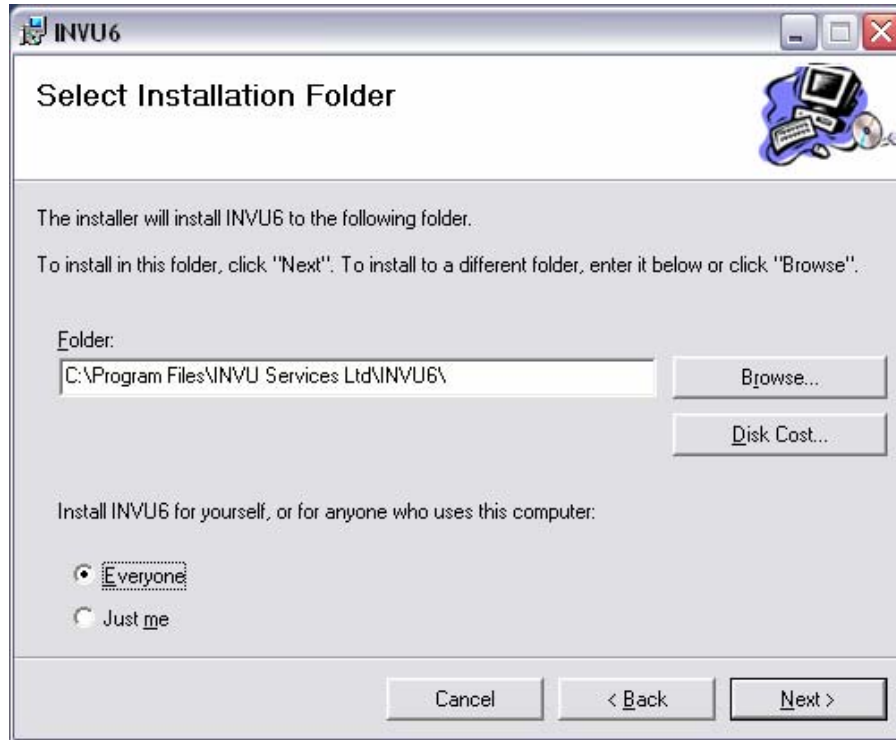 INVU6
Select Installation Folder
The installer will install INVU6 to the following folder.
To install in this folder, click "Next". To install to a different folder, enter it below or click "Browse".
Folder:
C:\Program Files\INVU Services Ltd\INVU6\
Browse...
Disk Cost...
Install INVU6 for yourself, or for anyone who uses this computer:
Everyone
Just me
Cancel
< Back
Next >